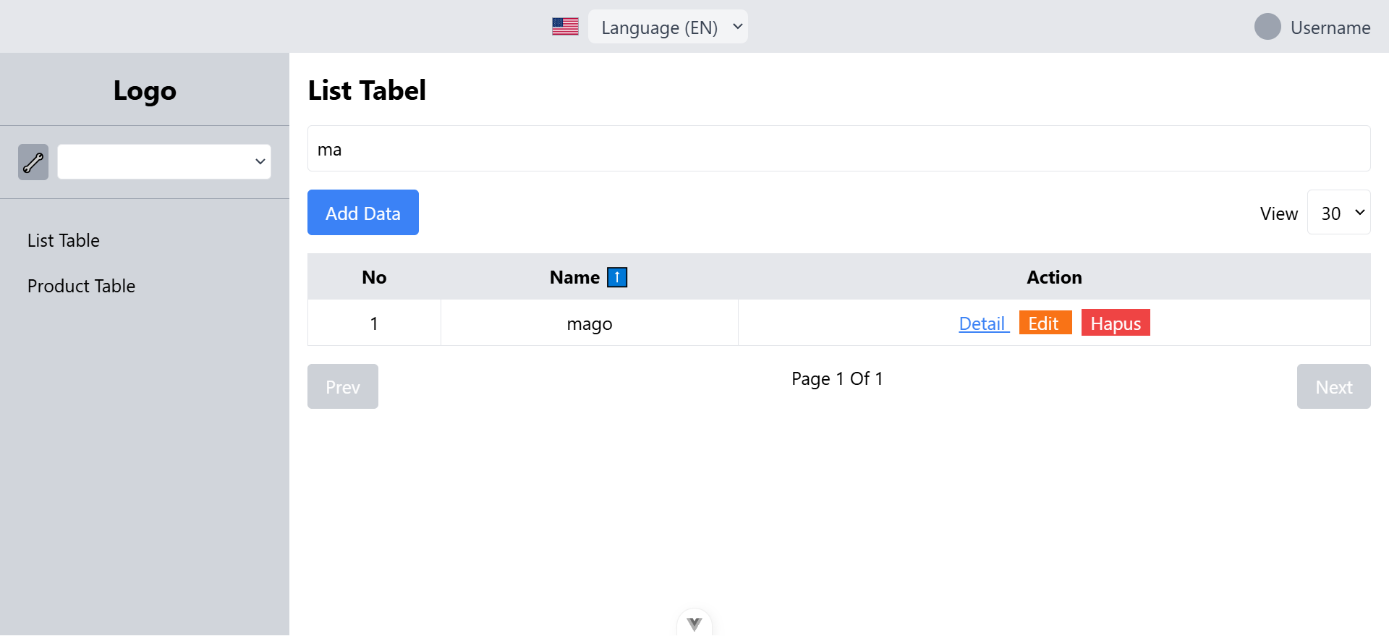 Language (EN)
Username
Logo
List Table
Product Table
List Tabel
ma
Add Data
View 30
No Name ↑ Action
1 mago Detail Edit Hapus
Prev Page 1 Of 1 Next